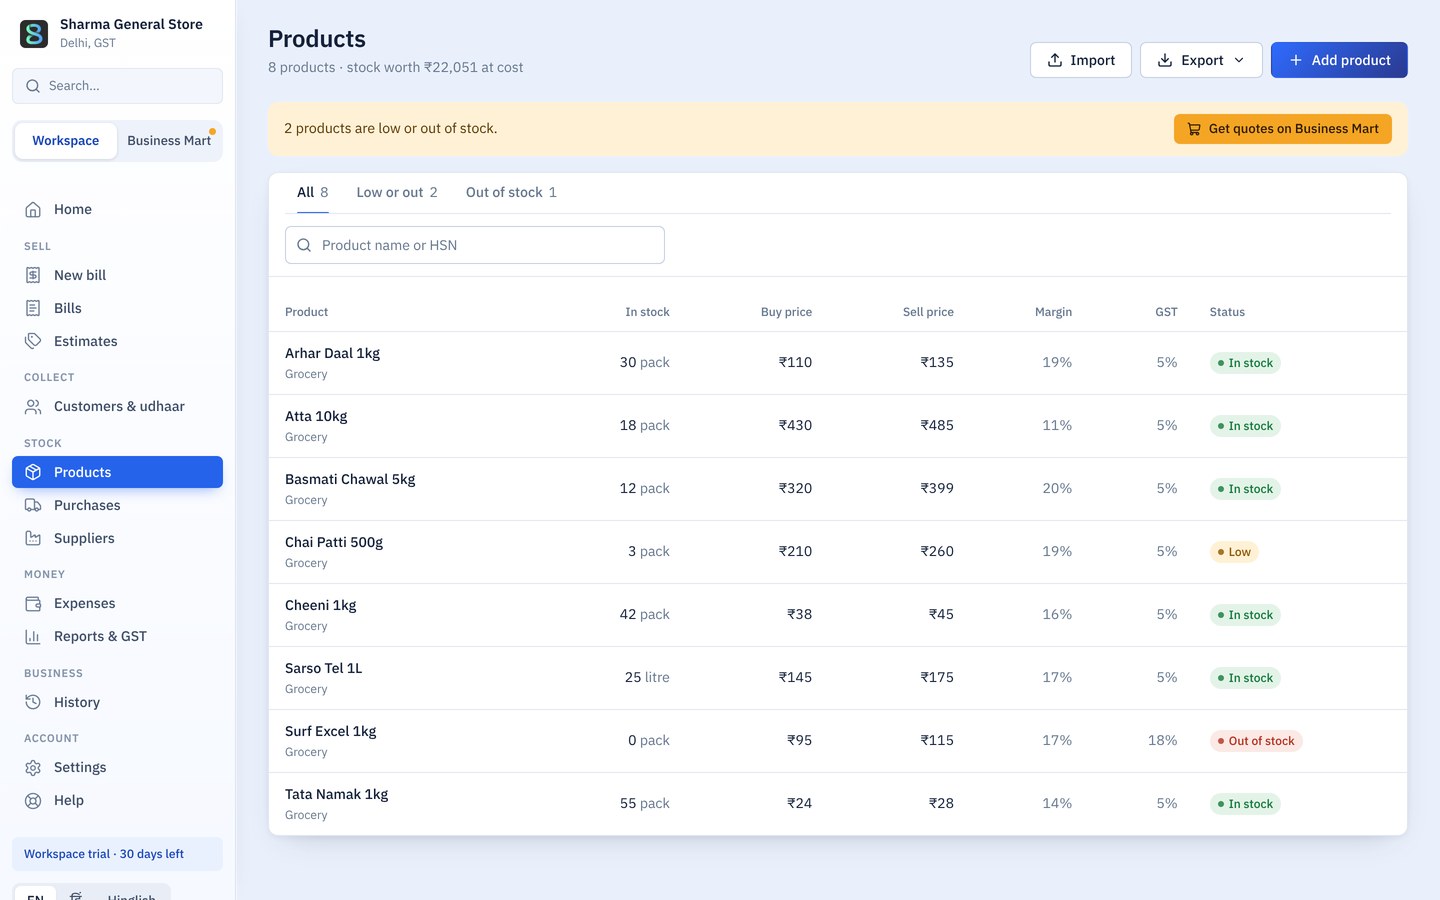 Sharma General Store
Delhi, GST
Search...
Workspace
Business Mart
Home
SELL
New bill
Bills
Estimates
COLLECT
Customers & udhaar
STOCK
Products
Purchases
Suppliers
MONEY
Expenses
Reports & GST
BUSINESS
History
ACCOUNT
Settings
Help
Workspace trial · 30 days left
EN
Hinglish
Products
8 products · stock worth ₹22,051 at cost
Import
Export
Add product
2 products are low or out of stock.
Get quotes on Business Mart
All 8 Low or out 2 Out of stock 1
Product name or HSN
Product In stock Buy price Sell price Margin GST Status
Arhar Daal 1kg
Grocery
30 pack ₹110 ₹135 19% 5% In stock
Atta 10kg
Grocery
18 pack ₹430 ₹485 11% 5% In stock
Basmati Chawal 5kg
Grocery
12 pack ₹320 ₹399 20% 5% In stock
Chai Patti 500g
Grocery
3 pack ₹210 ₹260 19% 5% Low
Cheeni 1kg
Grocery
42 pack ₹38 ₹45 16% 5% In stock
Sarso Tel 1L
Grocery
25 litre ₹145 ₹175 17% 5% In stock
Surf Excel 1kg
Grocery
0 pack ₹95 ₹115 17% 18% Out of stock
Tata Namak 1kg
Grocery
55 pack ₹24 ₹28 14% 5% In stock